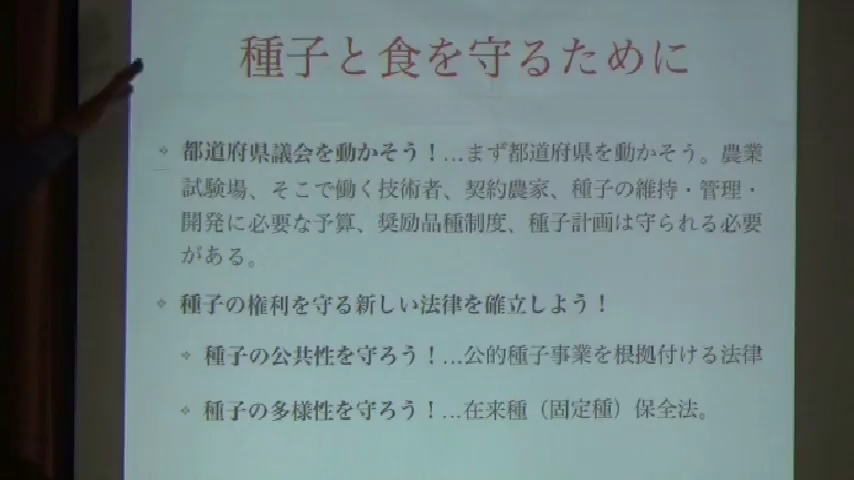 種子と食を守るために
都道府県議会を動かそう！…まず都道府県を動かそう。農業
試験場、そこで働く技術者、契約農家、種子の維持・管理・
開発に必要な予算、奨励品種制度、種子計画は守られる必要
がある。
種子の権利を守る新しい法律を確立しよう！
種子の公共性を守ろう！…公的種子事業を根拠付ける法律
種子の多様性を守ろう！…在来種（固定種）保全法。